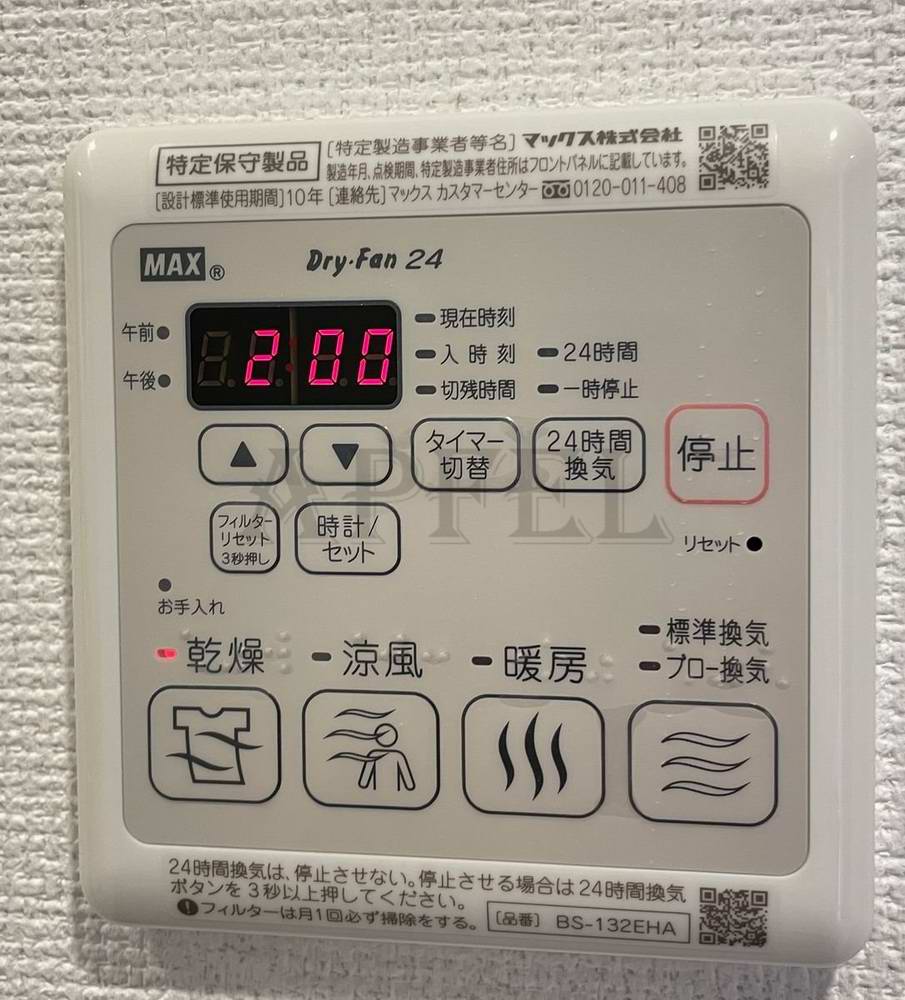 特定保守製品 [特定製造事業者等名] マックス株式会社
製造年月、点検期間、特定製造事業者住所はフロントパネルに記載しています。
[設計標準使用期間]10年 [連絡先]マックス カスタマーセンター 0120-011-408
MAX® Dry・Fan 24
午前
午後
2:00
現在時刻
入時刻 24時間
切残時間 一時停止
▲ ▼ タイマー切替 24時間換気 停止
フィルターリセット3秒押し 時計/セット
リセット
お手入れ
乾燥 涼風 暖房 標準換気
ブロー換気
APFEL
24時間換気は、停止させない。停止させる場合は24時間換気
ボタンを3秒以上押してください。
フィルターは月1回必ず掃除をする。 [品番] BS-132EHA